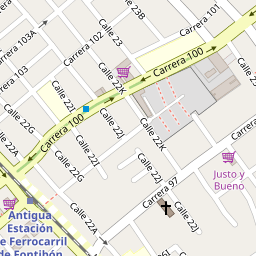 Carrera 103A
Carrera 102
Calle 23
Calle 23B
Carrera 100
Carrera 103
Calle 22K
Calle 22I
Calle 22G
Carrera 100
Calle 22J
Calle 22K
Calle 22I
Calle 22G
Calle 22J
Carrera 97
Justo y
Bueno
Antigua
Estación
de Ferrocarril
de Fontibón
Calle 22A
Calle 22A
Calle 22J